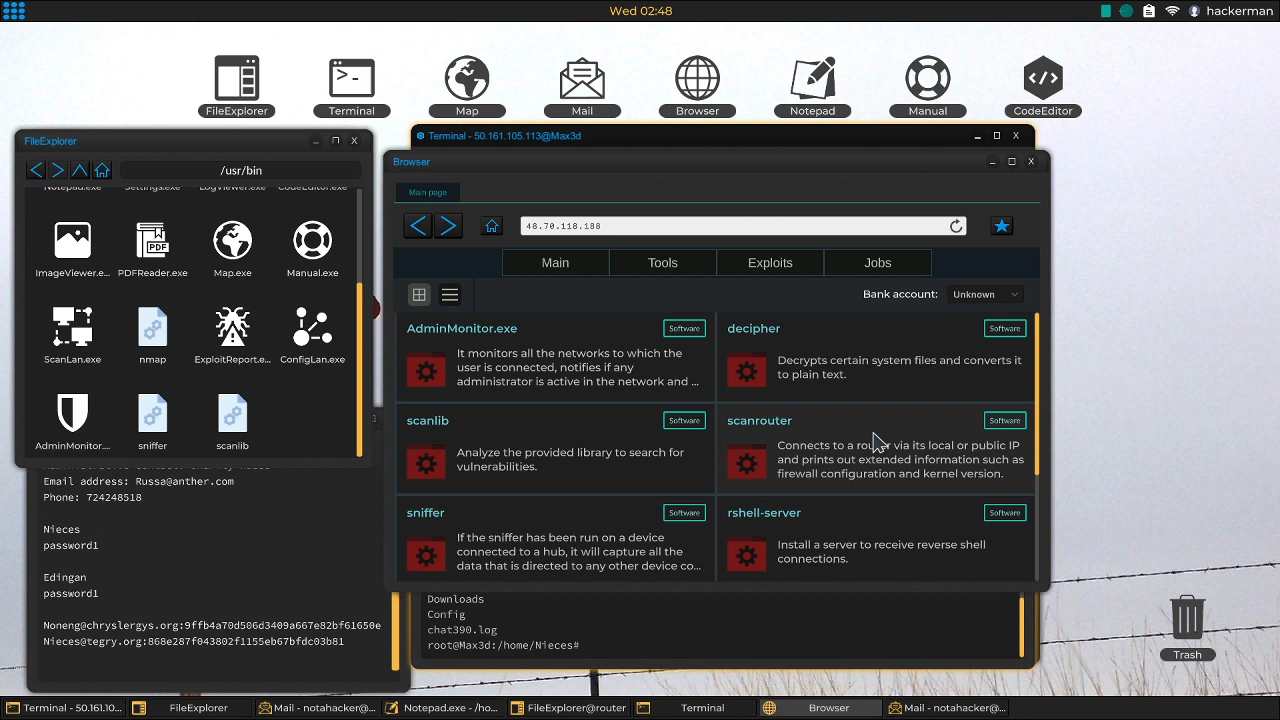 Wed 02:48
hackerman
FileExplorer
Terminal
Map
Mail
Browser
Notepad
Manual
CodeEditor
FileExplorer
/usr/bin
Notepad.exe
Settings.exe
LogViewer.exe
CodeEditor.exe
ImageViewer.e...
PDFReader.exe
Map.exe
Manual.exe
ScanLan.exe
nmap
ExploitReport.e...
ConfigLan.exe
AdminMonitor....
sniffer
scanlib
Email address: Russa@anther.com
Phone: 724248518
Nieces
password1
Edingan
password1
Noneng@chryslergys.org:9ffb4a70d506d3409a667e82bf61650e
Nieces@tegry.org:868e287f043802f1155eb67bfdc03b81
Terminal - 50.161.105.113@Max3d
Browser
Main page
48.70.118.188
Main
Tools
Exploits
Jobs
Bank account:
Unknown
AdminMonitor.exe
Software
It monitors all the networks to which the
user is connected, notifies if any
administrator is active in the network and ...
decipher
Software
Decrypts certain system files and converts it
to plain text.
scanlib
Software
Analyze the provided library to search for
vulnerabilities.
scanrouter
Software
Connects to a router via its local or public IP
and prints out extended information such as
firewall configuration and kernel version.
sniffer
Software
If the sniffer has been run on a device
connected to a hub, it will capture all the
data that is directed to any other device co...
rshell-server
Software
Install a server to receive reverse shell
connections.
Downloads
Config
chat390.log
root@Max3d:/home/Nieces#
Trash
Terminal - 50.161.10...
FileExplorer
Mail - notahacker@...
Notepad.exe - /ho...
FileExplorer@router
Terminal
Browser
Mail - notahacker@...